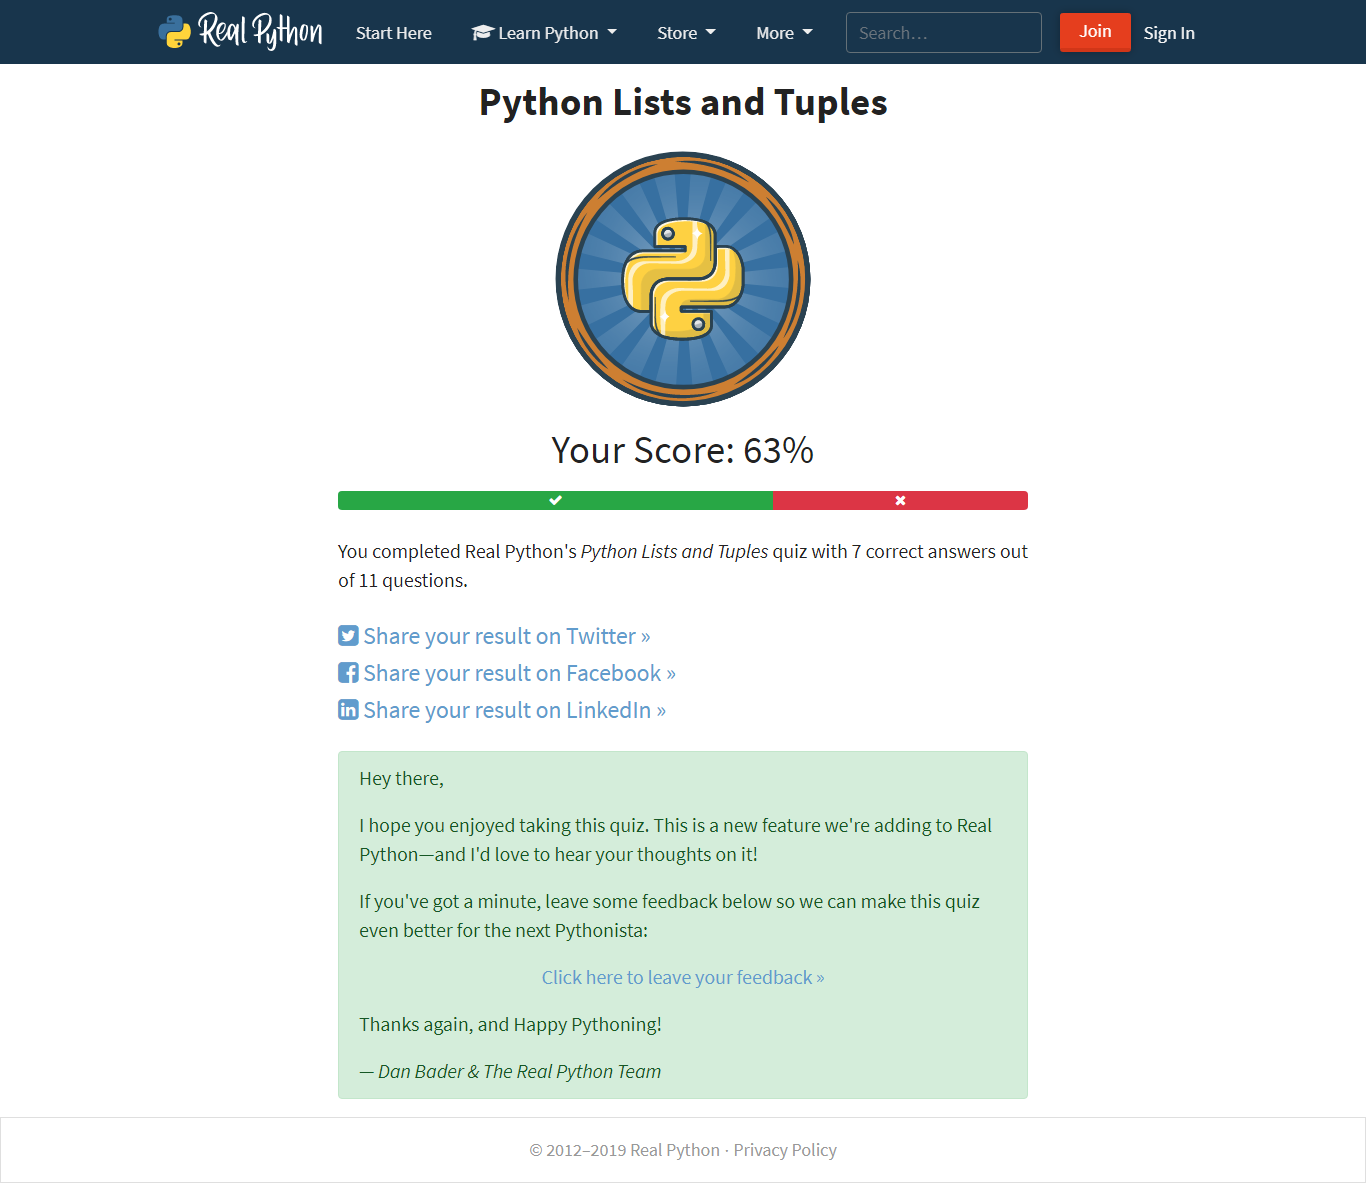 Real Python Start Here Learn Python Store More Search... Join Sign In
Python Lists and Tuples
Your Score: 63%
You completed Real Python's Python Lists and Tuples quiz with 7 correct answers out
of 11 questions.
Share your result on Twitter »
Share your result on Facebook »
Share your result on LinkedIn »
Hey there,
I hope you enjoyed taking this quiz. This is a new feature we're adding to Real
Python—and I'd love to hear your thoughts on it!
If you've got a minute, leave some feedback below so we can make this quiz
even better for the next Pythonista:
Click here to leave your feedback »
Thanks again, and Happy Pythoning!
— Dan Bader & The Real Python Team
© 2012–2019 Real Python · Privacy Policy